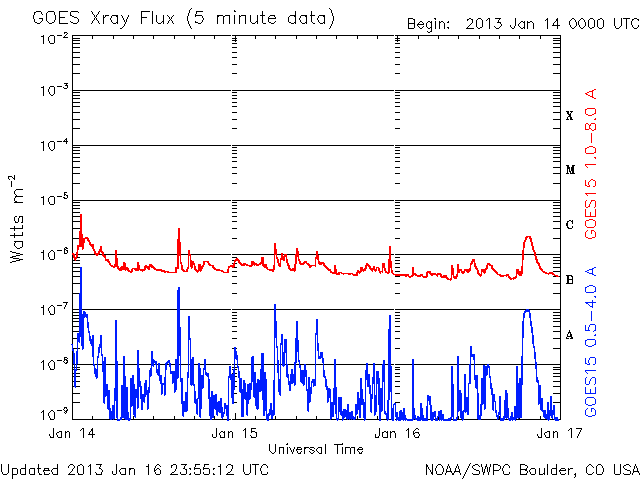 GOES Xray Flux (5 minute data)
Begin: 2013 Jan 14 0000 UTC
10-2
10-3
10-4
10-5
10-6
10-7
10-8
10-9
Watts m-2
X
M
C
B
A
GOES15 1.0-8.0 A
GOES15 0.5-4.0 A
Jan 14
Jan 15
Jan 16
Jan 17
Universal Time
Updated 2013 Jan 16 23:55:12 UTC
NOAA/SWPC Boulder, CO USA